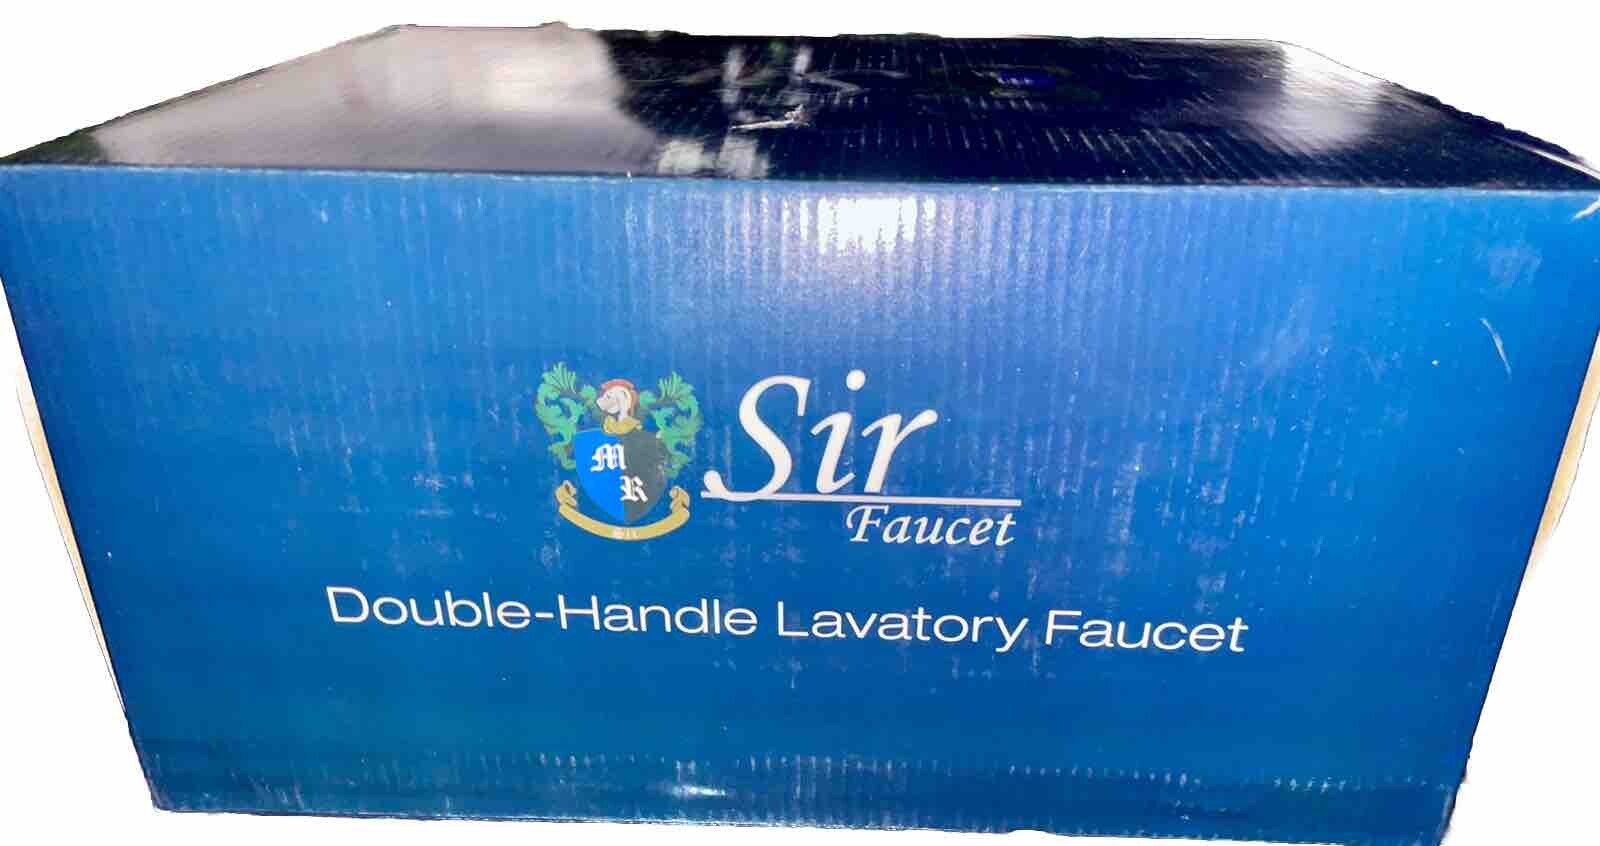 M
R
Sir
Faucet
Double-Handle Lavatory Faucet